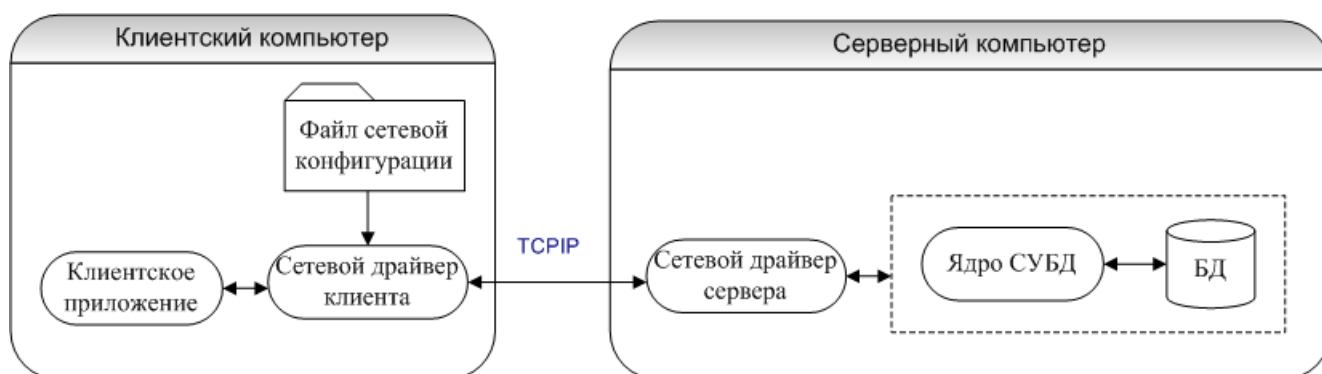 Клиентский компьютер
Серверный компьютер
Файл сетевой
конфигурации
TCPIP
Клиентское
приложение
Сетевой драйвер
клиента
Сетевой драйвер
сервера
Ядро СУБД
БД